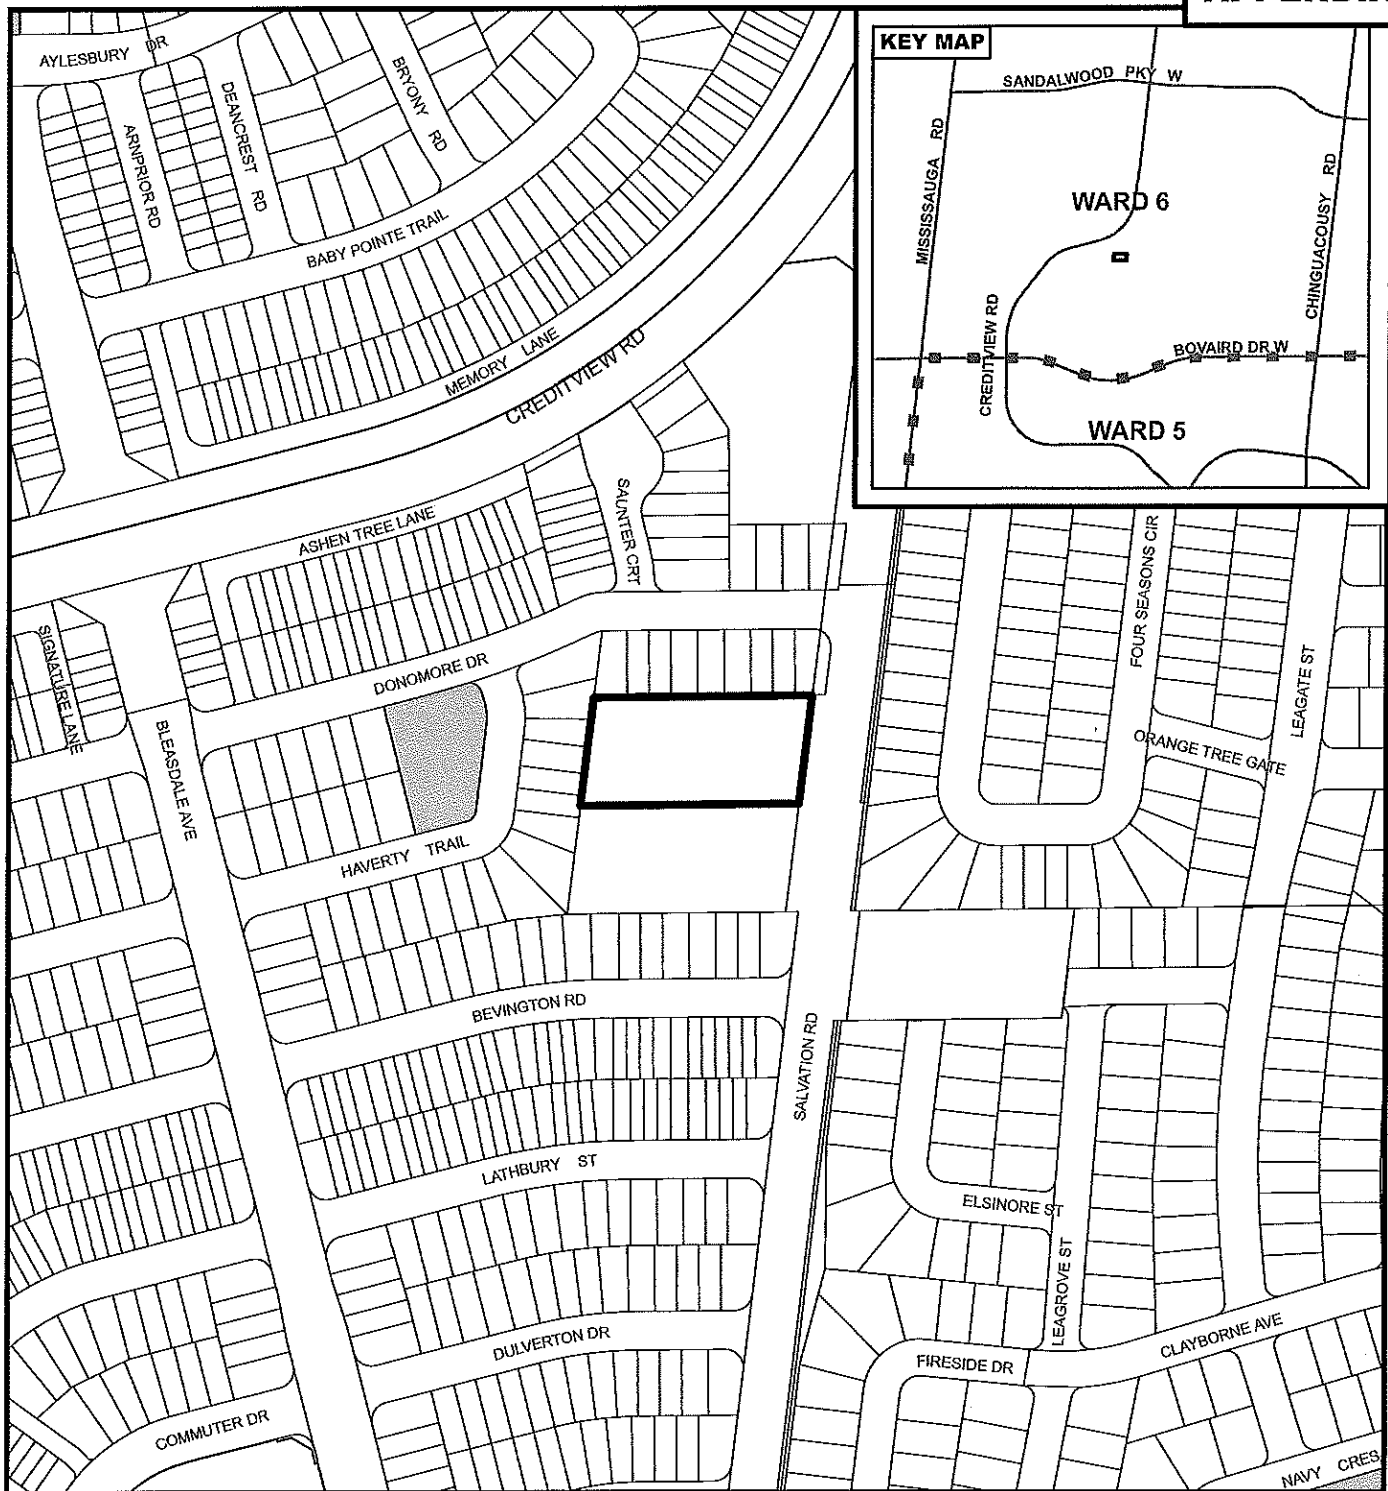 KEY MAP
SANDALWOOD PKY W
MISSISSAUGA RD
WARD 6
CHINGUACOUSY RD
CREDITVIEW RD
BOVAIRD DR W
WARD 5
AYLESBURY DR
BRYONY RD
DEANCREST RD
ARNPRIOR RD
BABY POINTE TRAIL
MEMORY LANE
CREDITVIEW RD
ASHEN TREE LANE
SAUNTER CRT
FOUR SEASONS CIR
SIGNATURE LANE
DONOMORE DR
LEAGATE ST
BLEASDALE AVE
ORANGE TREE GATE
HAVERTY TRAIL
BEVINGTON RD
SALVATION RD
LATHBURY ST
ELSINORE ST
LEAGROVE ST
DULVERTON DR
CLAYBORNE AVE
FIRESIDE DR
COMMUTER DR
NAVY CRES